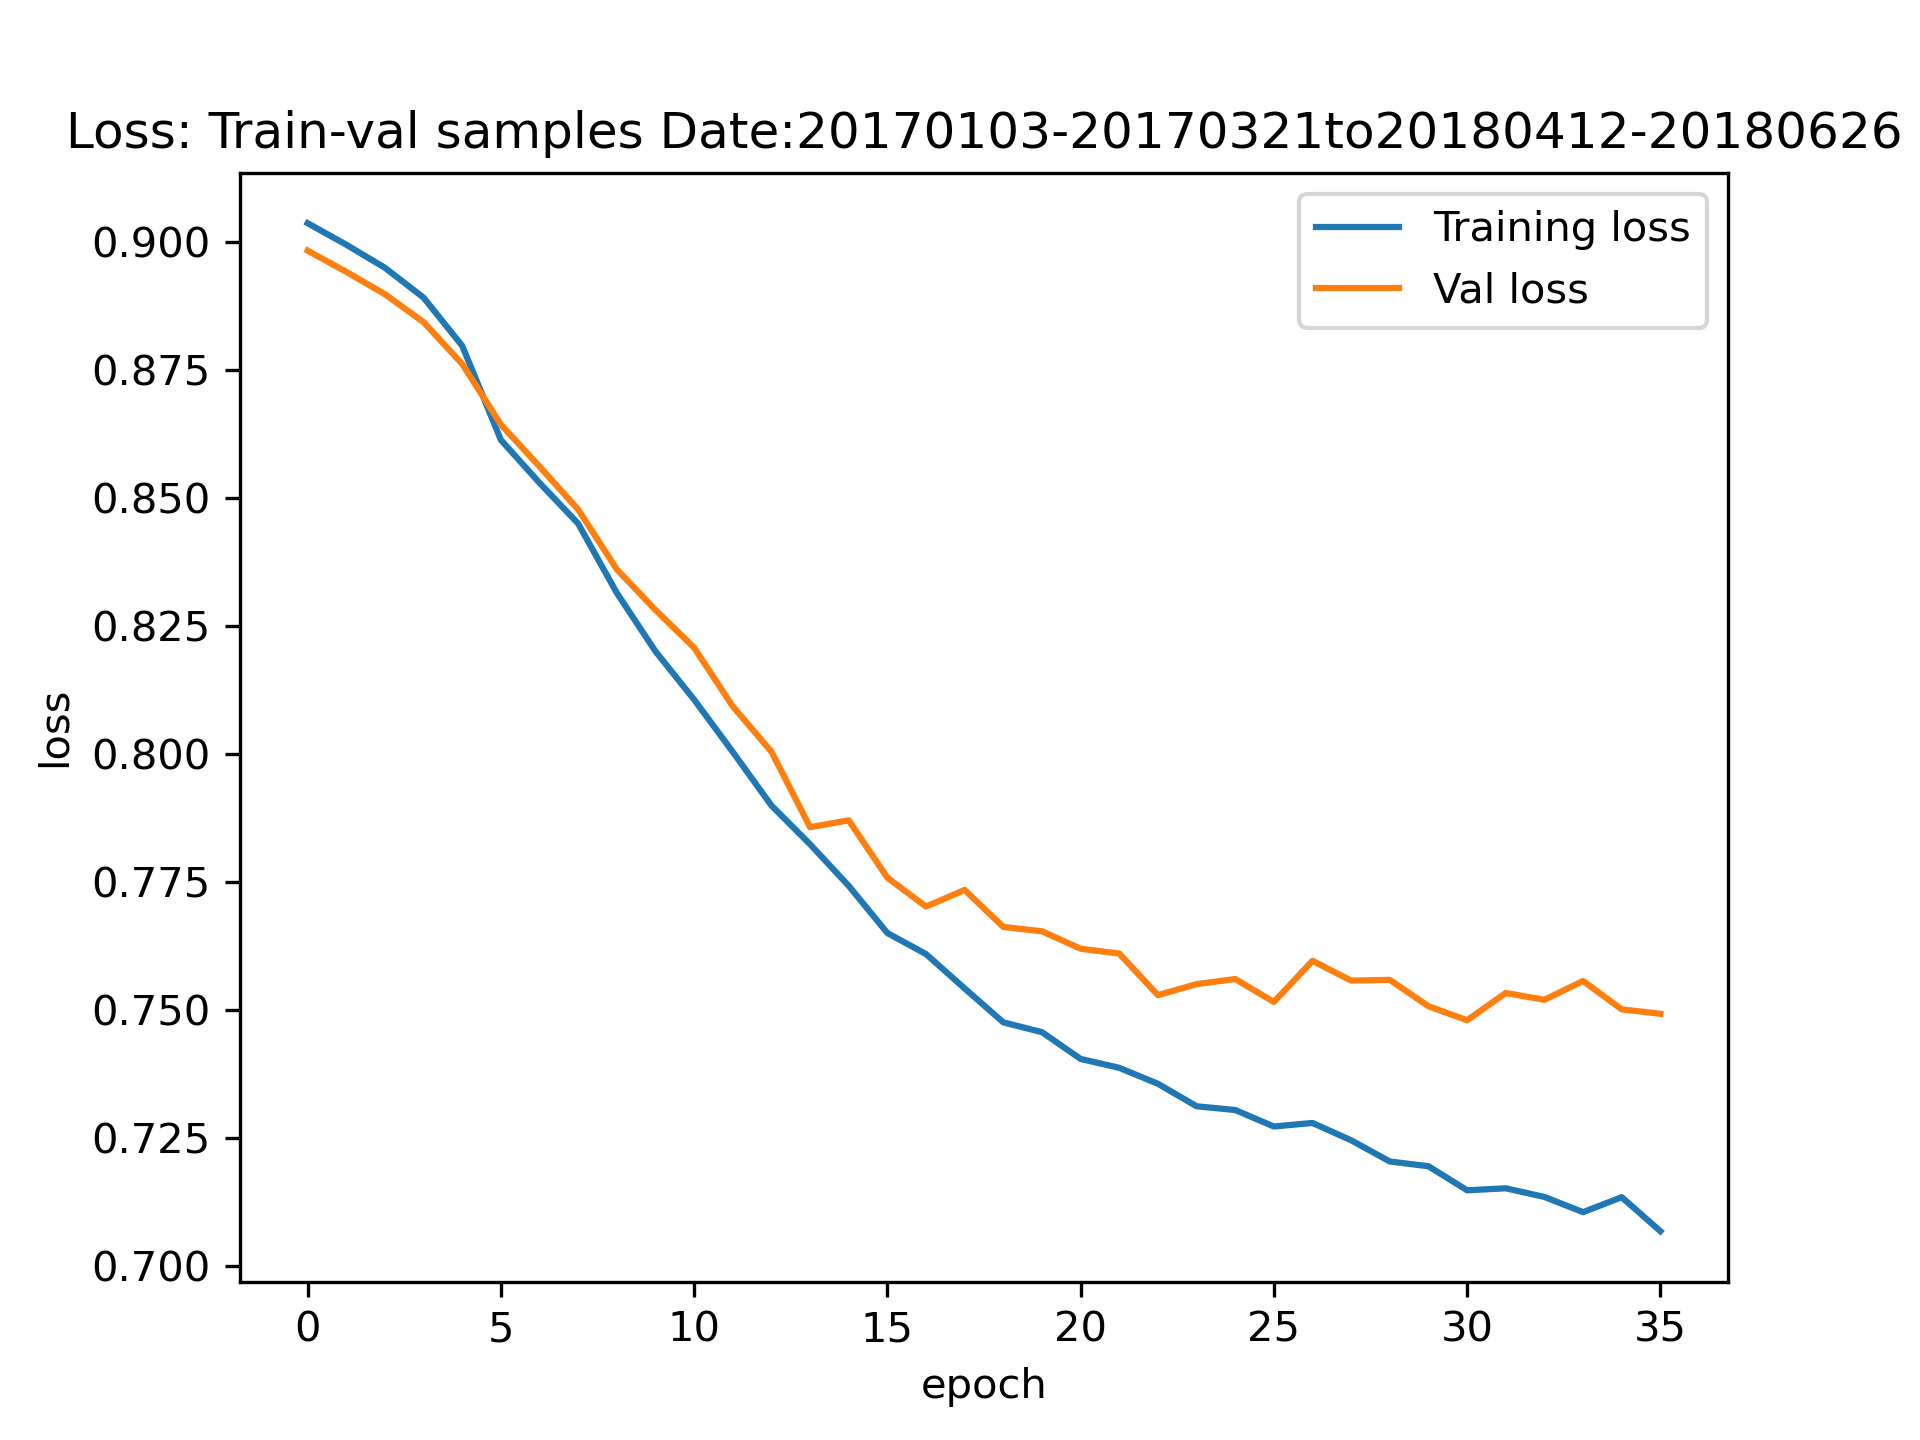 Loss: Train-val samples Date:20170103-20170321to20180412-20180626
Training loss
Val loss
0.900
0.875
0.850
0.825
0.800
0.775
0.750
0.725
0.700
loss
0 5 10 15 20 25 30 35
epoch